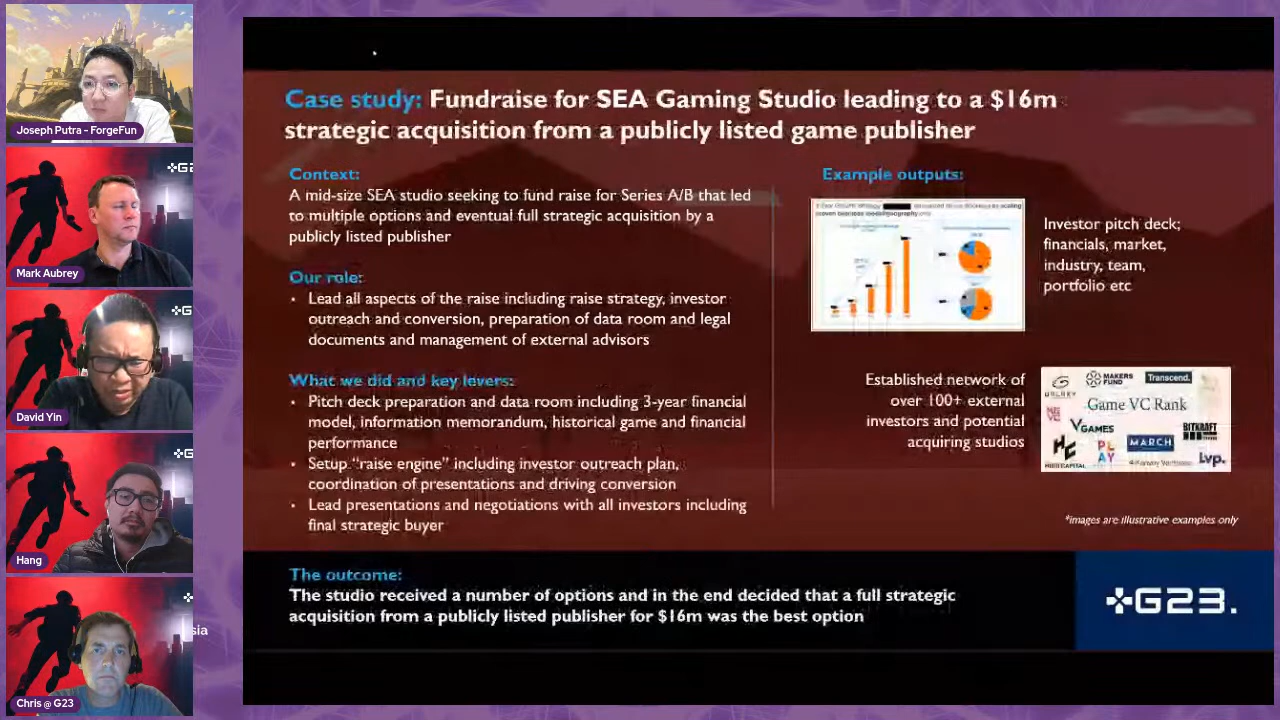 Joseph Putra - ForgeFun
Mark Aubrey
David Yin
Hang
Chris @ G23
sia
Case study: Fundraise for SEA Gaming Studio leading to a $16m
strategic acquisition from a publicly listed game publisher
Context:
A mid-size SEA studio seeking to fund raise for Series A/B that led
to multiple options and eventual full strategic acquisition by a
publicly listed publisher
Our role:
• Lead all aspects of the raise including raise strategy, investor
outreach and conversion, preparation of data room and legal
documents and management of external advisors
What we did and key levers:
• Pitch deck preparation and data room including 3-year financial
model, information memorandum, historical game and financial
performance
• Setup "raise engine" including investor outreach plan,
coordination of presentations and driving conversion
• Lead presentations and negotiations with all investors including
final strategic buyer
Example outputs:
Investor pitch deck;
financials, market,
industry, team,
portfolio etc
Established network of
over 100+ external
investors and potential
acquiring studios
MAKERS
FUND
Transcend.
Game VC Rank
VGAMES
BITKRAFT
PLAY
MARCH
HIRO CAPITAL
Lvp.
*images are illustrative examples only
The outcome:
The studio received a number of options and in the end decided that a full strategic
acquisition from a publicly listed publisher for $16m was the best option
G23.